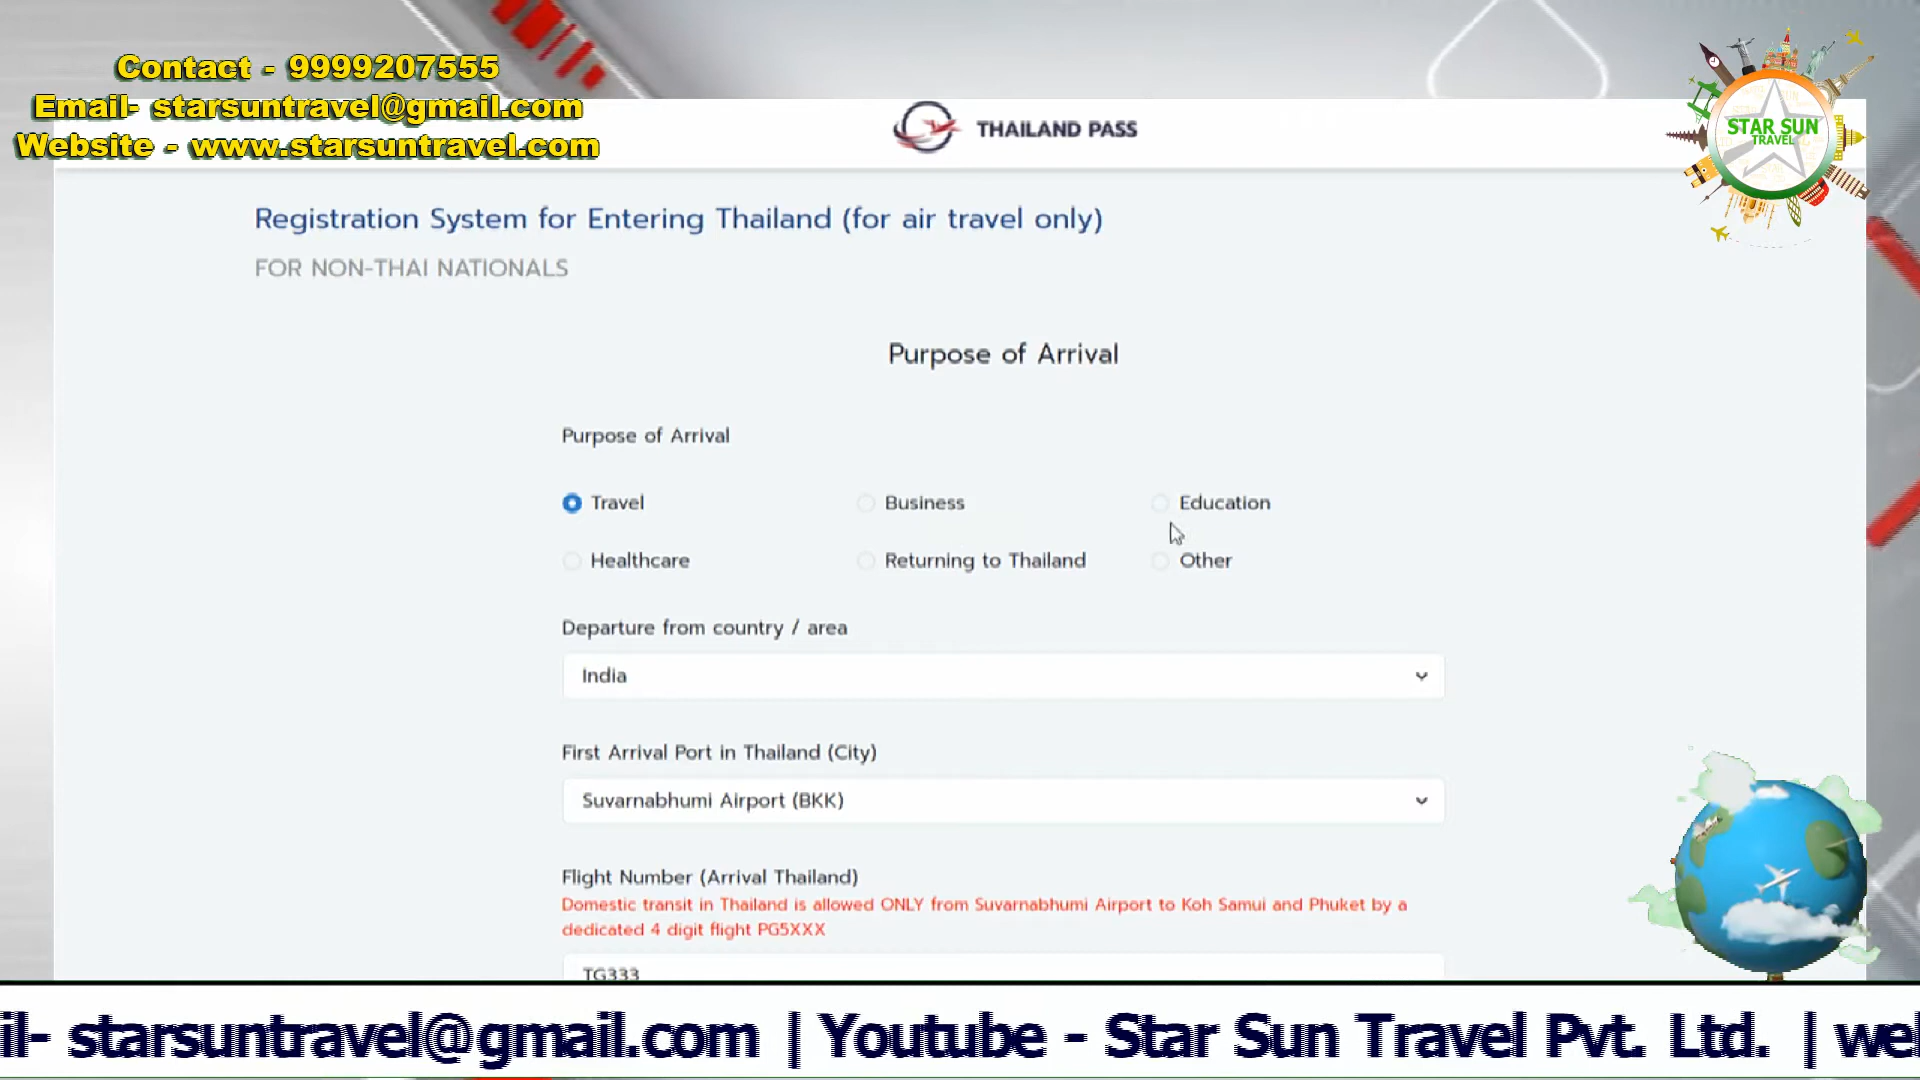 Contact - 9999207555
Email- starsuntravel@gmail.com
Website - www.starsuntravel.com
THAILAND PASS
STAR SUN
TRAVEL
Registration System for Entering Thailand (for air travel only)
FOR NON-THAI NATIONALS
Purpose of Arrival
Purpose of Arrival
Travel
Business
Education
Healthcare
Returning to Thailand
Other
Departure from country / area
India
First Arrival Port in Thailand (City)
Suvarnabhumi Airport (BKK)
Flight Number (Arrival Thailand)
Domestic transit in Thailand is allowed ONLY from Suvarnabhumi Airport to Koh Samui and Phuket by a
dedicated 4 digit flight PG5XXX
TG333
il- starsuntravel@gmail.com | Youtube - Star Sun Travel Pvt. Ltd. | wel